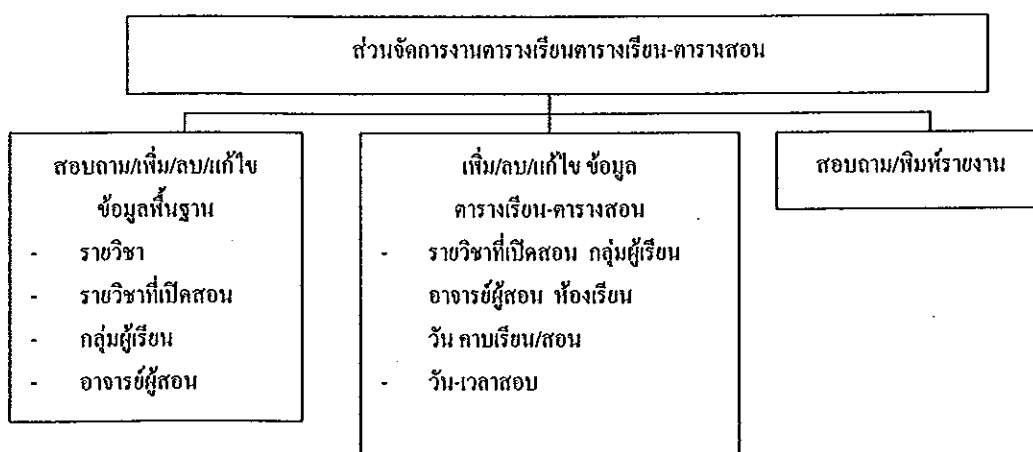 ส่วนจัดการงานตารางเรียนตารางเรียน-ตารางสอน
สอบถาม/เพิ่ม/ลบ/แก้ไข
ข้อมูลพื้นฐาน
- รายวิชา
- รายวิชาที่เปิดสอน
- กลุ่มผู้เรียน
- อาจารย์ผู้สอน
เพิ่ม/ลบ/แก้ไข ข้อมูล
ตารางเรียน-ตารางสอน
- รายวิชาที่เปิดสอน กลุ่มผู้เรียน
อาจารย์ผู้สอน ห้องเรียน
วัน คาบเรียน/สอน
- วัน-เวลาสอบ
สอบถาม/พิมพ์รายงาน